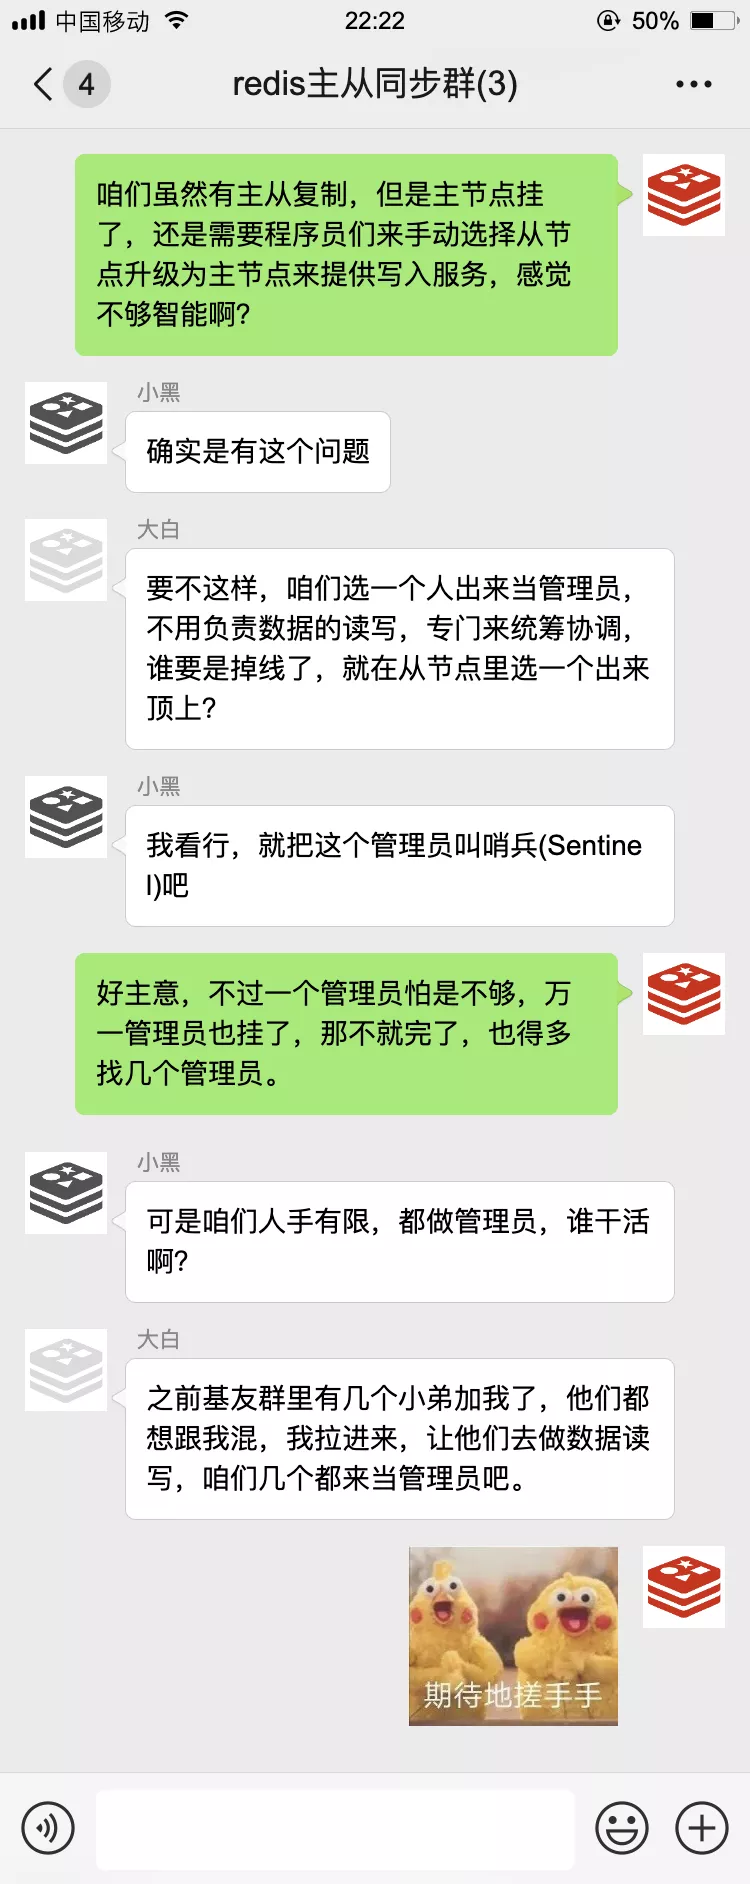 中国移动
22:22
50%
4
redis主从同步群(3)
咱们虽然有主从复制，但是主节点挂
了，还是需要程序员们来手动选择从节
点升级为主节点来提供写入服务，感觉
不够智能啊?
小黑
确实是有这个问题
大白
要不这样，咱们选一个人出来当管理员，
不用负责数据的读写，专门来统筹协调，
谁要是掉线了，就在从节点里选一个出来
顶上?
小黑
我看行，就把这个管理员叫哨兵(Sentine
l)吧
好主意，不过一个管理员怕是不够，万
一管理员也挂了，那不就完了，也得多
找几个管理员。
小黑
可是咱们人手有限，都做管理员，谁干活
啊?
大白
之前基友群里有几个小弟加我了，他们都
想跟我混，我拉进来，让他们去做数据读
写，咱们几个都来当管理员吧。
期待地搓手手